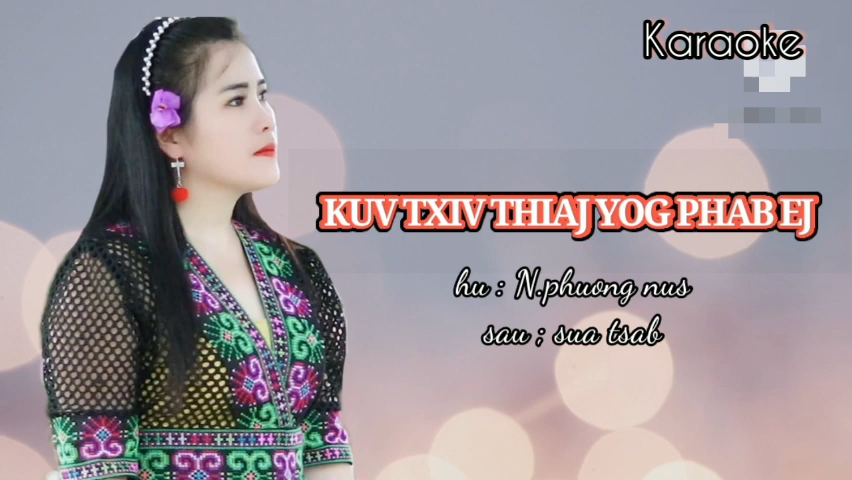 Karaoke
KUV TXIV THIAJ YOG PHAB EJ
hu : N.phuong nus
sau ; sua tsab